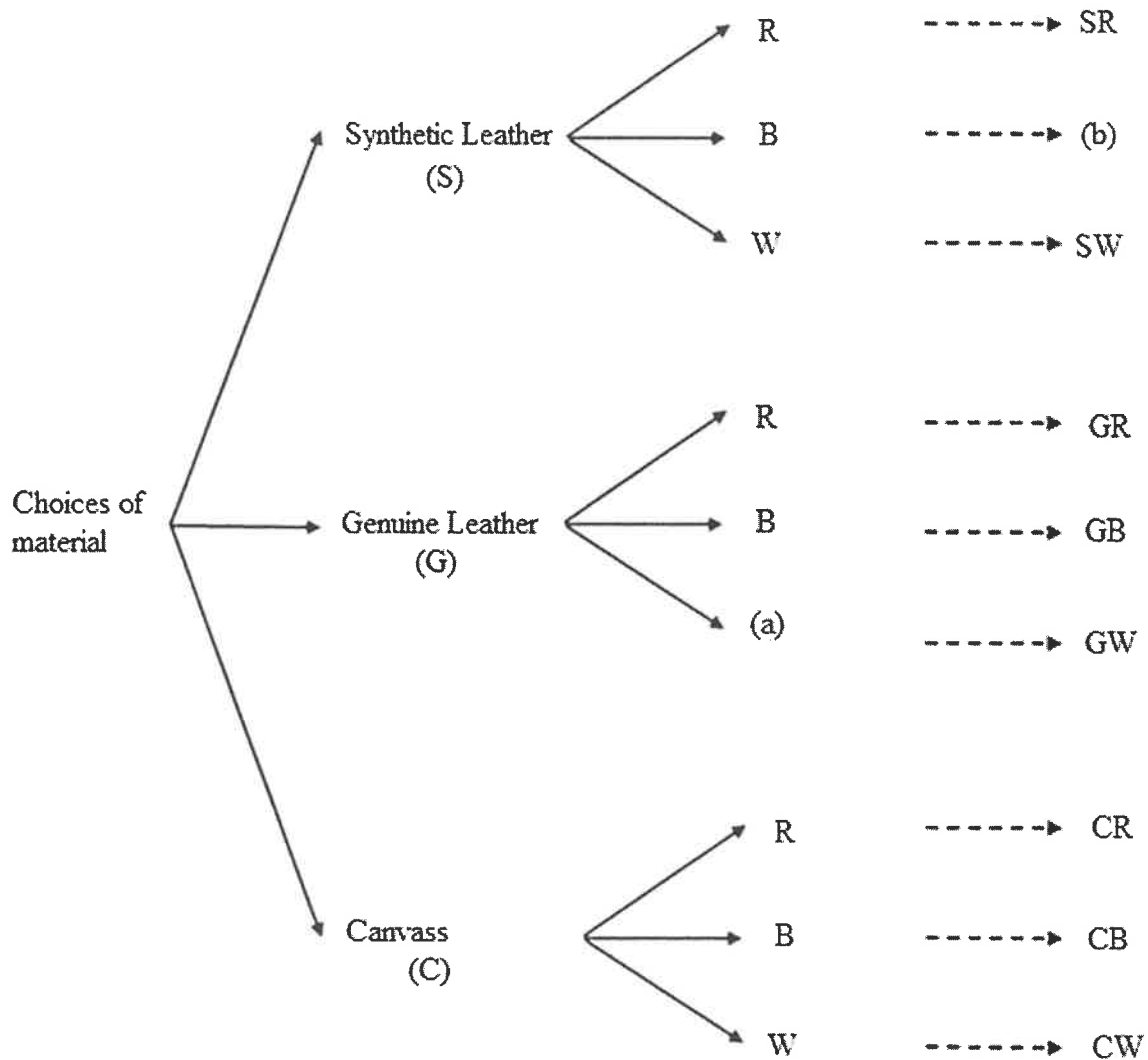 R SR
Synthetic Leather B (b)
(S)
W SW
R GR
Choices of
material
Genuine Leather B GB
(G)
(a) GW
R CR
Canvass B CB
(C)
W CW